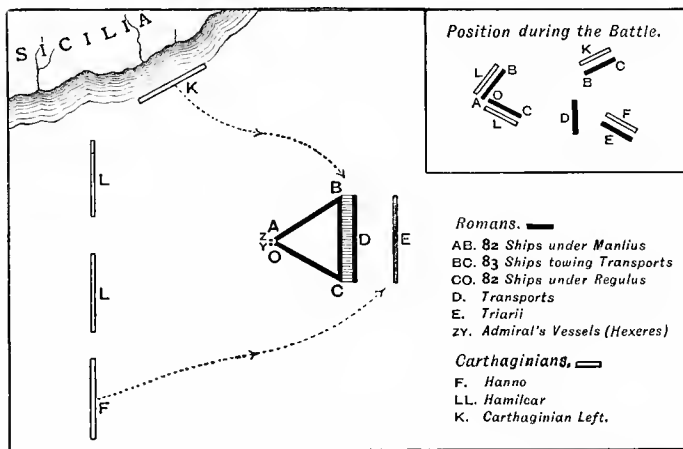 SICILIA
K
L
L
F
B
A
Z
Y
O
C
D
E
Position during the Battle.
K
L
B
C
B
O
A
C
L
D
F
E
Romans.
AB. 82 Ships under Manlius
BC. 83 Ships towing Transports
CO. 82 Ships under Regulus
D. Transports
E. Triarii
ZY. Admiral's Vessels (Hexeres)
Carthaginians.
F. Hanno
LL. Hamilcar
K. Carthaginian Left.